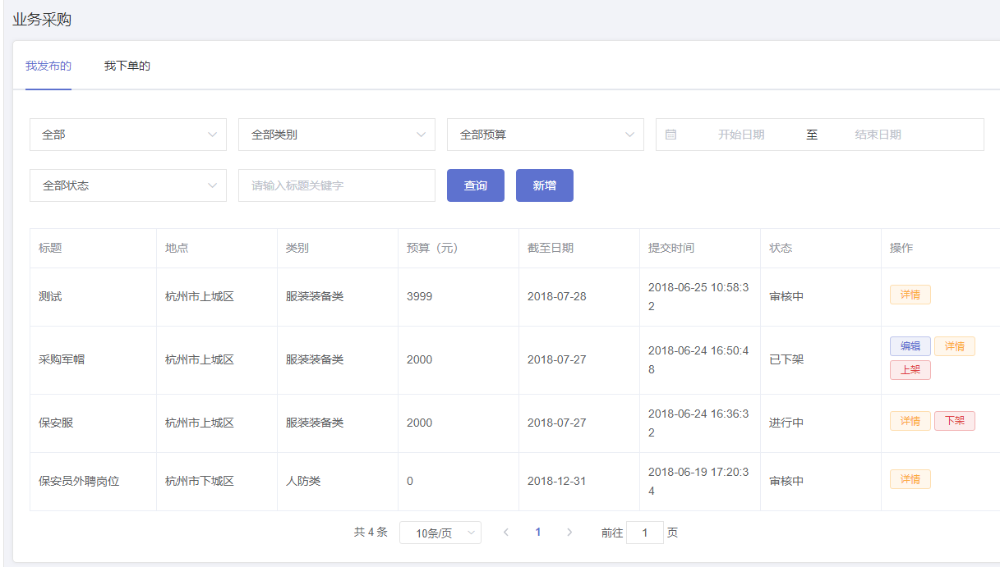 业务采购
我发布的 我下单的
全部 全部类别 全部预算 开始日期 至 结束日期
全部状态 请输入标题关键字 查询 新增
标题 地点 类别 预算（元） 截至日期 提交时间 状态 操作
测试 杭州市上城区 服装装备类 3999 2018-07-28 2018-06-25 10:58:3 审核中 详情
2
采购军帽 杭州市上城区 服装装备类 2000 2018-07-27 2018-06-24 16:50:4 已下架 编辑 详情
8 上架
保安服 杭州市上城区 服装装备类 2000 2018-07-27 2018-06-24 16:36:3 进行中 详情 下架
2
保安员外聘岗位 杭州市下城区 人防类 0 2018-12-31 2018-06-19 17:20:3 审核中 详情
4
共 4 条 10条/页 1 前往 1 页